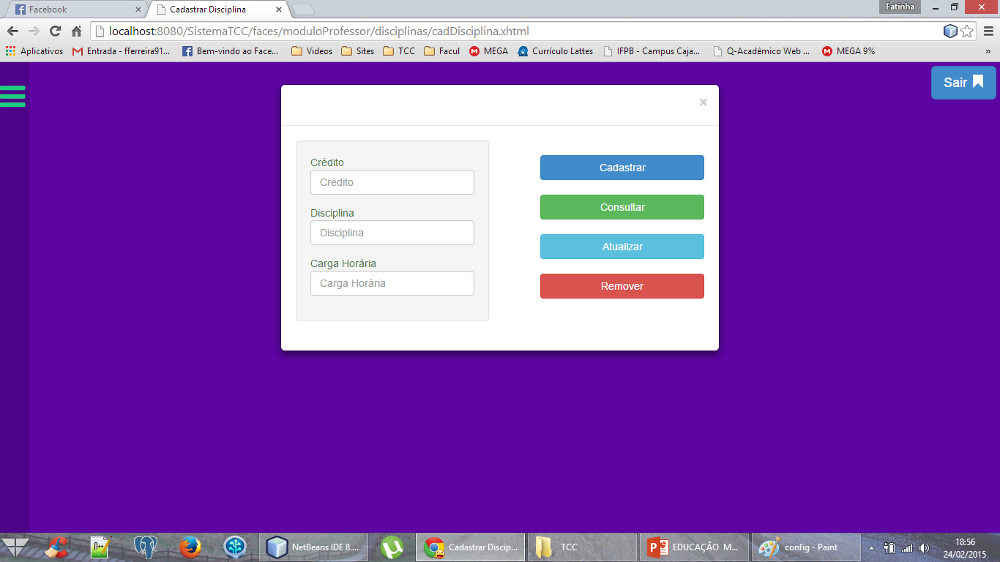 Facebook
Cadastrar Disciplina
Fatinha
localhost:8080/SistemaTCC/faces/moduloProfessor/disciplinas/cadDisciplina.xhtml
Aplicativos
Entrada - fferreira91...
Bem-vindo ao Face...
Videos
Sites
TCC
Facul
MEGA
Currículo Lattes
IFPB - Campus Caja...
Q-Acadêmico Web ...
MEGA 9%
»
Sair
×
Crédito
Crédito
Disciplina
Disciplina
Carga Horária
Carga Horária
Cadastrar
Consultar
Atualizar
Remover
NetBeans IDE 8....
Cadastrar Discip...
TCC
EDUCAÇÃO M...
config - Paint
18:56
24/02/2015